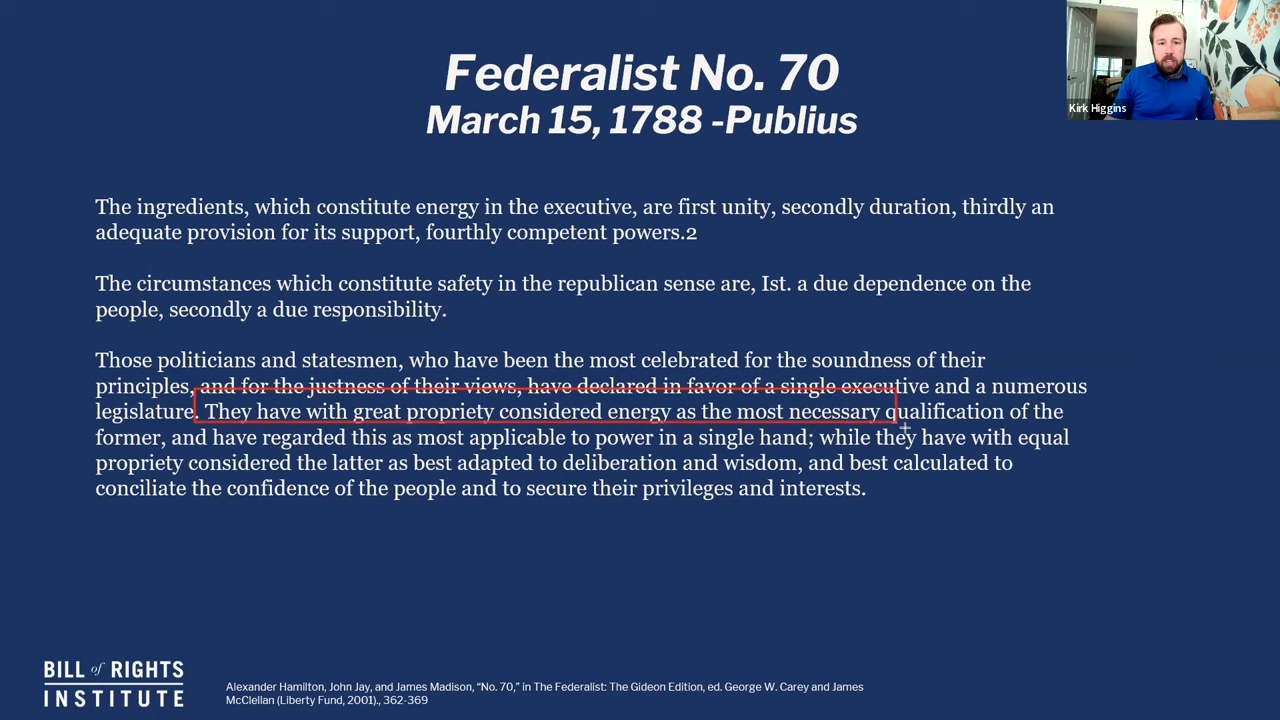 Federalist No. 70
March 15, 1788 -Publius
Kirk Higgins
The ingredients, which constitute energy in the executive, are first unity, secondly duration, thirdly an
adequate provision for its support, fourthly competent powers.2
The circumstances which constitute safety in the republican sense are, Ist. a due dependence on the
people, secondly a due responsibility.
Those politicians and statesmen, who have been the most celebrated for the soundness of their
principles, and for the justness of their views, have declared in favor of a single executive and a numerous
legislature. They have with great propriety considered energy as the most necessary qualification of the
former, and have regarded this as most applicable to power in a single hand; while they have with equal
propriety considered the latter as best adapted to deliberation and wisdom, and best calculated to
conciliate the confidence of the people and to secure their privileges and interests.
BILL of RIGHTS
INSTITUTE
Alexander Hamilton, John Jay, and James Madison, “No. 70,” in The Federalist: The Gideon Edition, ed. George W. Carey and James
McClellan (Liberty Fund, 2001)., 362-369